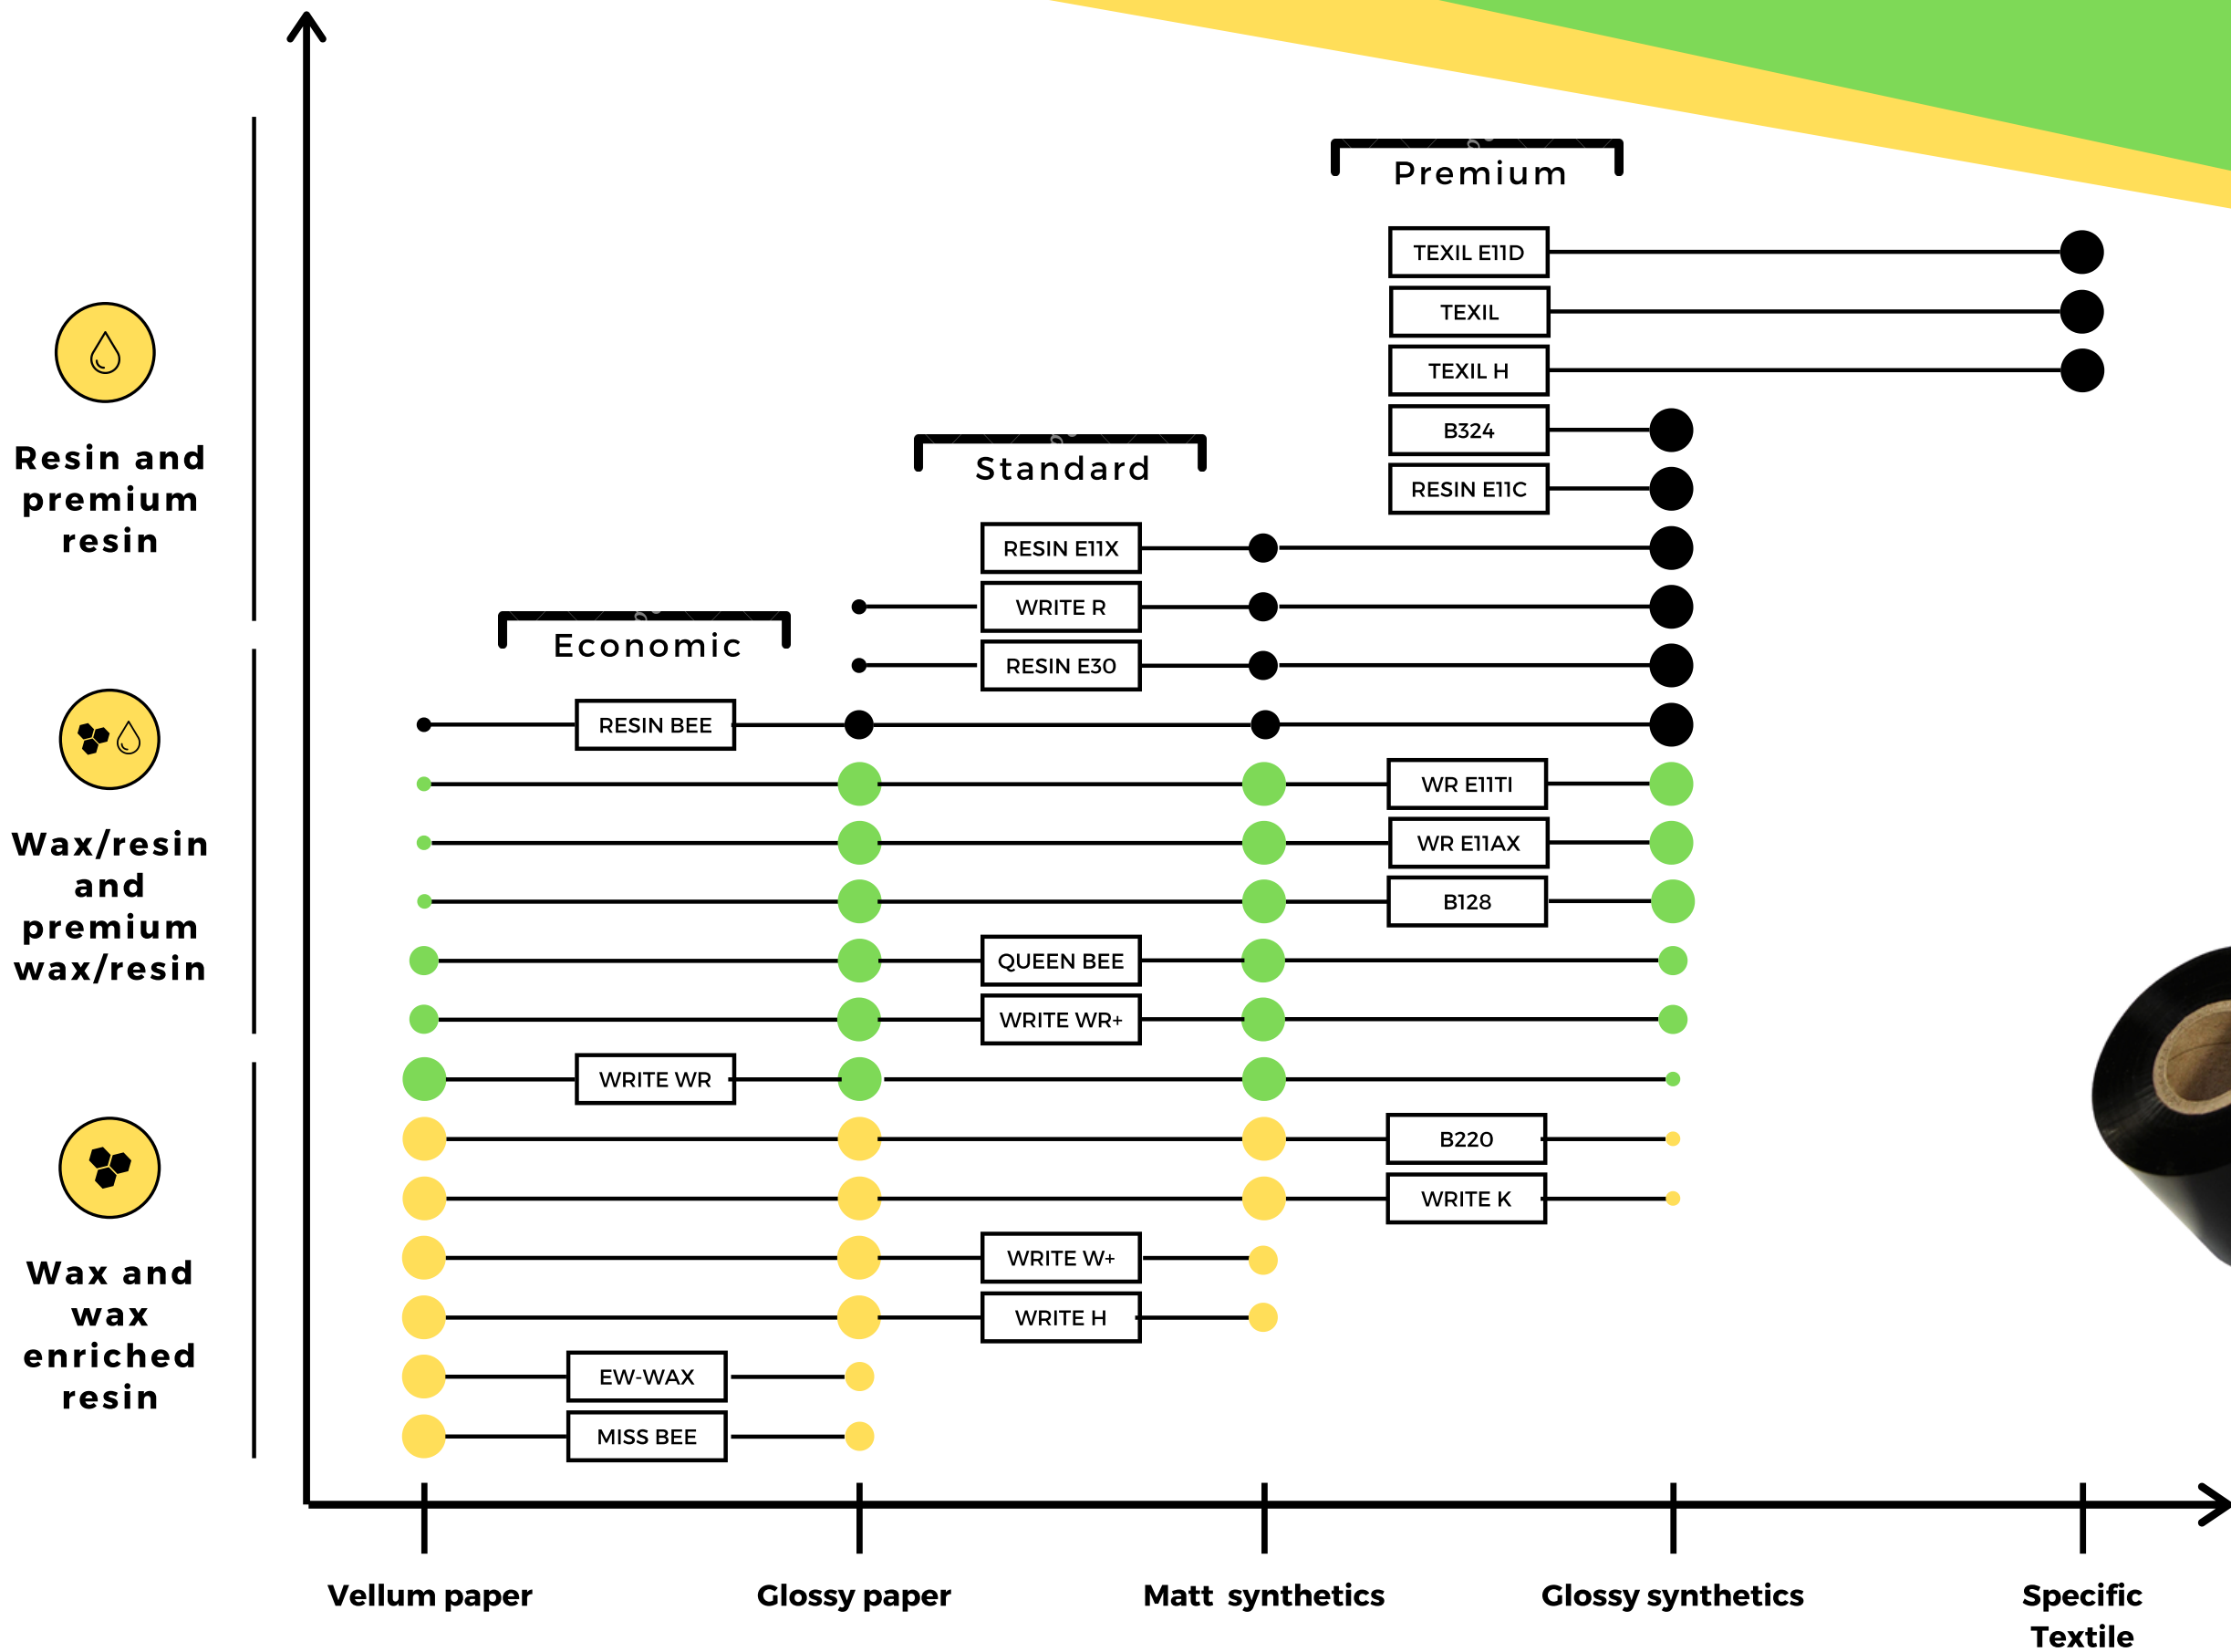 Premium
TEXIL E11D
TEXIL
TEXIL H
B324
RESIN E11C
Standard
RESIN E11X
WRITE R
RESIN E30
Economic
RESIN BEE
WR E11TI
WR E11AX
B128
QUEEN BEE
WRITE WR+
WRITE WR
B220
WRITE K
WRITE W+
WRITE H
EW-WAX
MISS BEE
Resin and
premium
resin
Wax/resin
and
premium
wax/resin
Wax and
wax
enriched
resin
Vellum paper
Glossy paper
Matt synthetics
Glossy synthetics
Specific
Textile